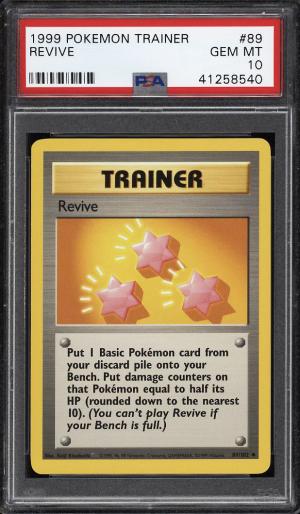 1999 POKEMON TRAINER #89
REVIVE GEM MT
10
PSA 41258540
TRAINER
Revive
Put 1 Basic Pokémon card from
your discard pile onto your
Bench. Put damage counters on
that Pokémon equal to half its
HP (rounded down to the nearest
10). (You can't play Revive if
your Bench is full.)
89/102